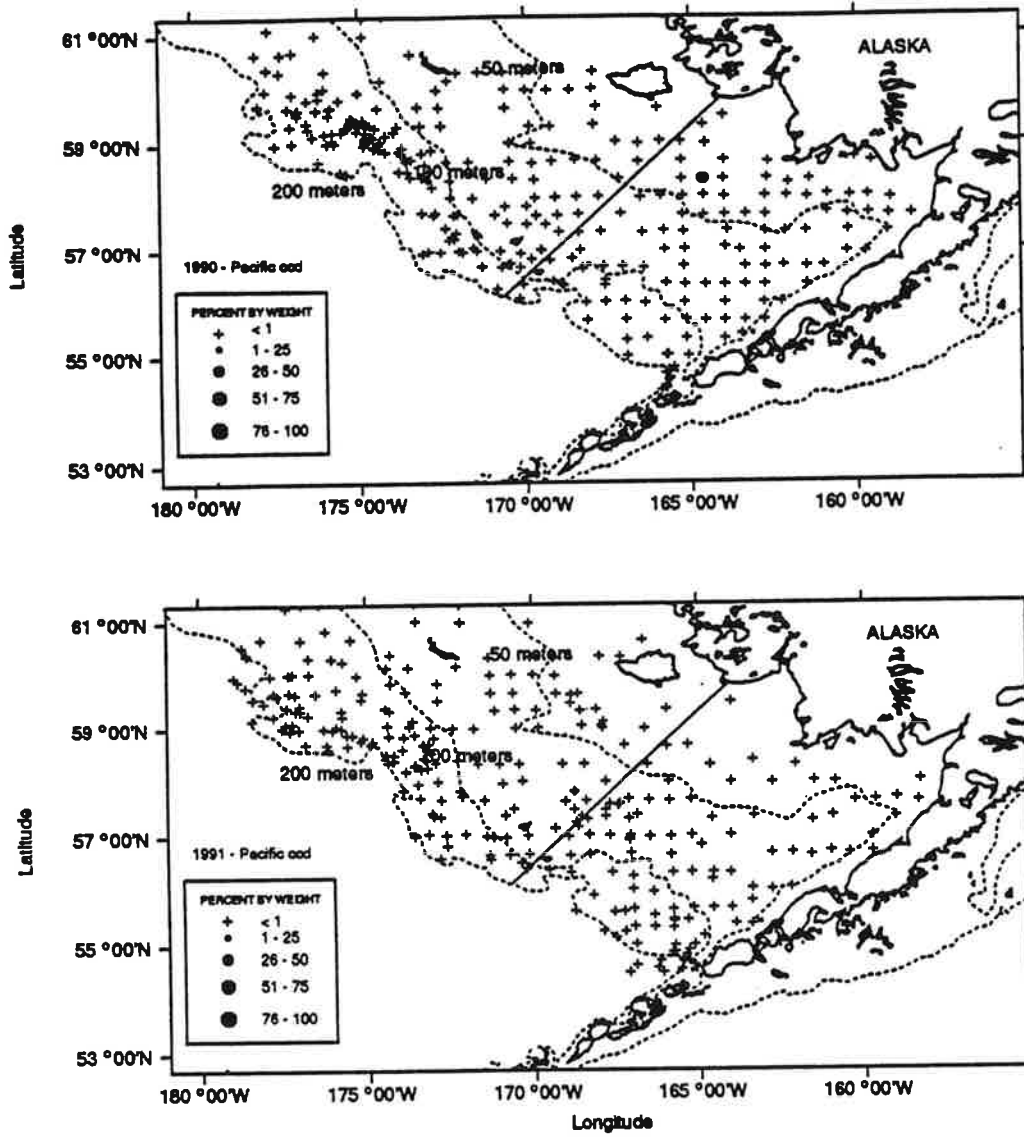 61 °00'N
ALASKA
50 meters
59 °00'N
100 meters
200 meters
57 °00'N
Latitude
1990 - Pacific cod
PERCENT BY WEIGHT
< 1
1 - 25
26 - 50
51 - 75
76 - 100
55 °00'N
53 °00'N
180 °00'W
175 °00'W
170 °00'W
165 °00'W
160 °00'W
61 °00'N
ALASKA
50 meters
59 °00'N
100 meters
200 meters
57 °00'N
Latitude
1991 - Pacific cod
PERCENT BY WEIGHT
< 1
1 - 25
26 - 50
51 - 75
76 - 100
55 °00'N
53 °00'N
180 °00'W
175 °00'W
170 °00'W
165 °00'W
160 °00'W
Longitude